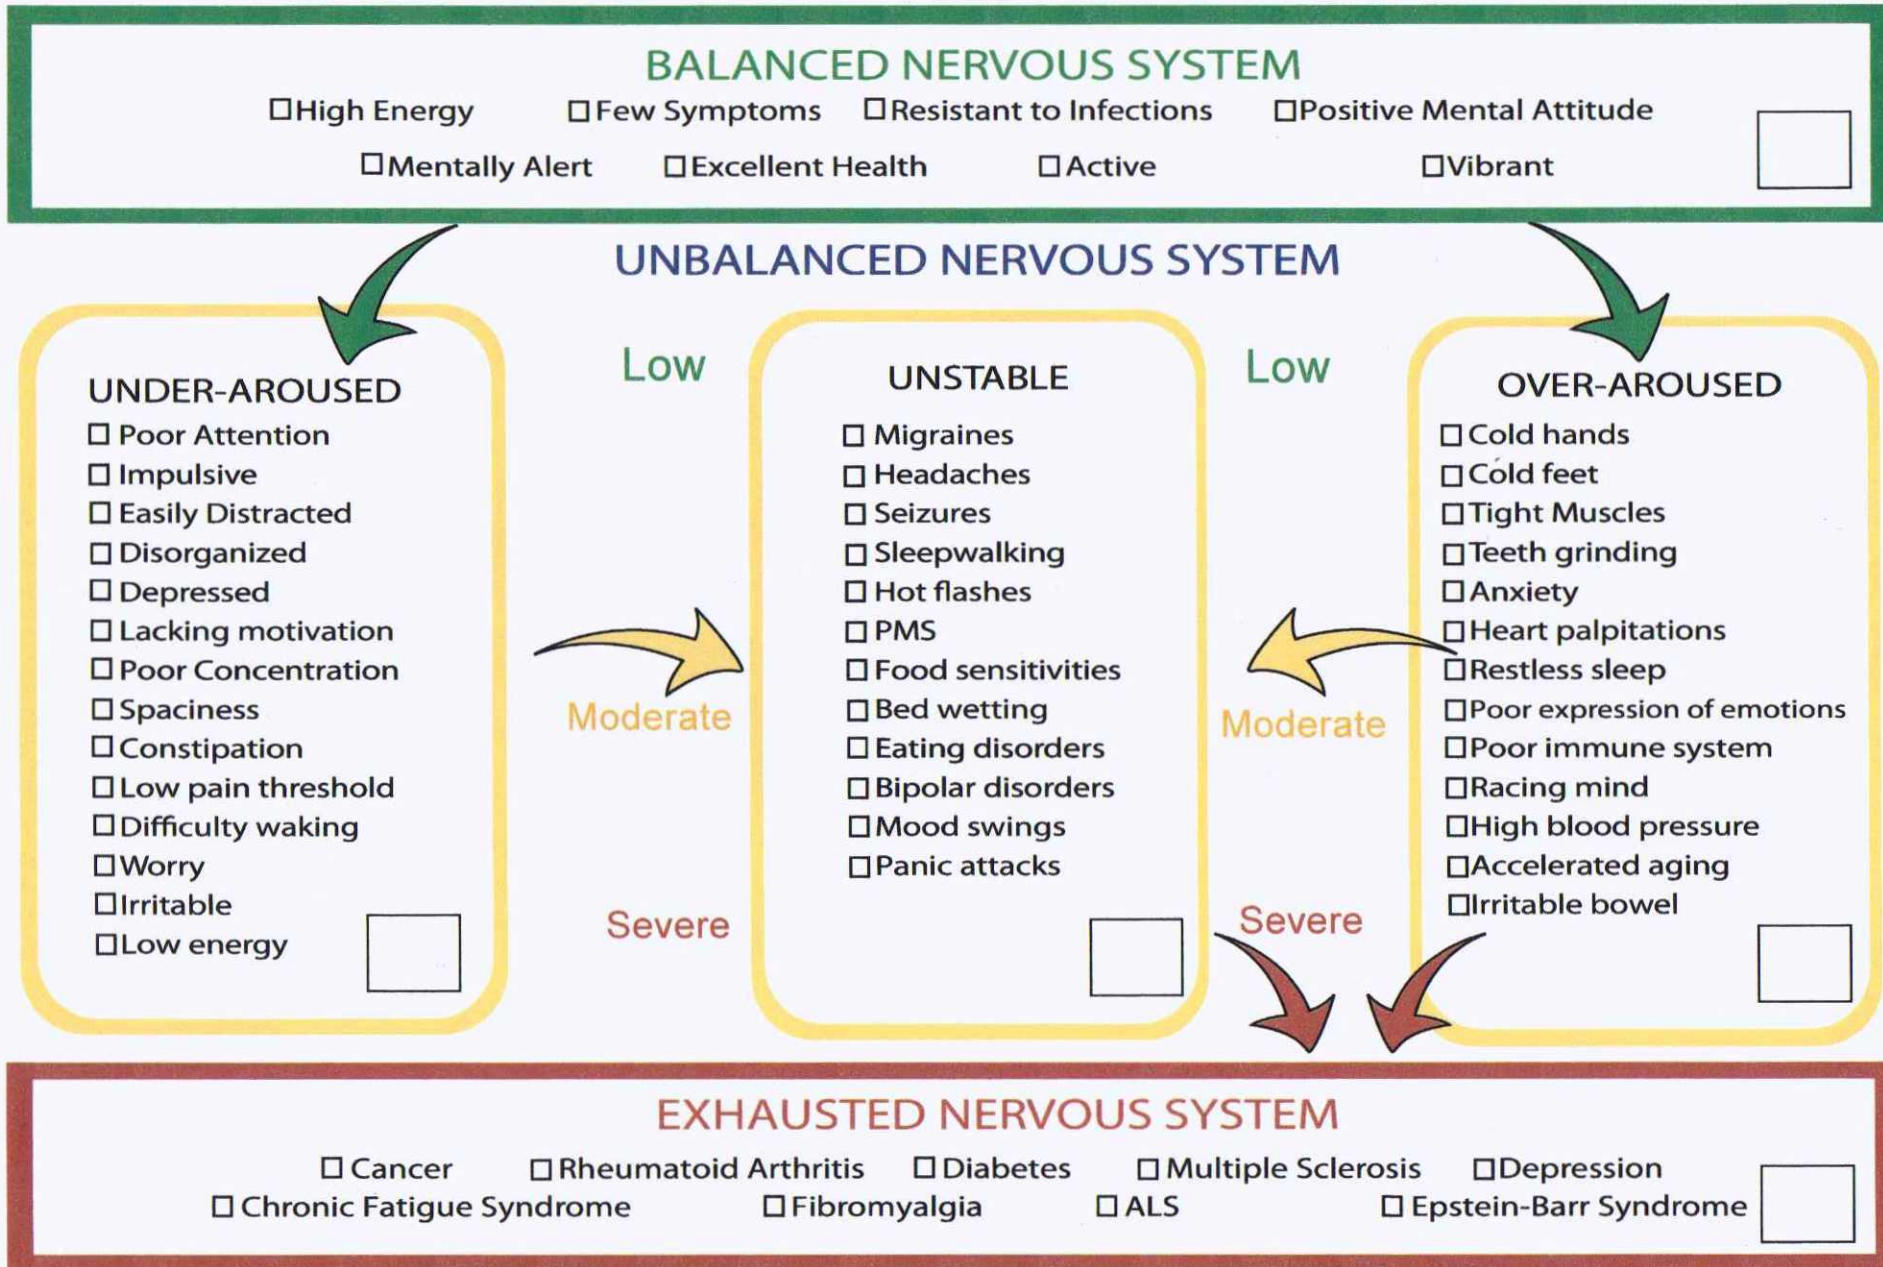 BALANCED NERVOUS SYSTEM
☐High Energy ☐Few Symptoms ☐Resistant to Infections ☐Positive Mental Attitude
☐Mentally Alert ☐Excellent Health ☐Active ☐Vibrant
UNBALANCED NERVOUS SYSTEM
UNDER-AROUSED
☐ Poor Attention
☐ Impulsive
☐ Easily Distracted
☐ Disorganized
☐ Depressed
☐ Lacking motivation
☐ Poor Concentration
☐ Spaciness
☐ Constipation
☐ Low pain threshold
☐ Difficulty waking
☐ Worry
☐ Irritable
☐ Low energy
Low
Moderate
Severe
UNSTABLE
☐ Migraines
☐ Headaches
☐ Seizures
☐ Sleepwalking
☐ Hot flashes
☐ PMS
☐ Food sensitivities
☐ Bed wetting
☐ Eating disorders
☐ Bipolar disorders
☐ Mood swings
☐ Panic attacks
Low
Moderate
Severe
OVER-AROUSED
☐ Cold hands
☐ Cold feet
☐ Tight Muscles
☐ Teeth grinding
☐ Anxiety
☐ Heart palpitations
☐ Restless sleep
☐ Poor expression of emotions
☐ Poor immune system
☐ Racing mind
☐ High blood pressure
☐ Accelerated aging
☐ Irritable bowel
EXHAUSTED NERVOUS SYSTEM
☐ Cancer ☐ Rheumatoid Arthritis ☐ Diabetes ☐ Multiple Sclerosis ☐ Depression
☐ Chronic Fatigue Syndrome ☐ Fibromyalgia ☐ ALS ☐ Epstein-Barr Syndrome